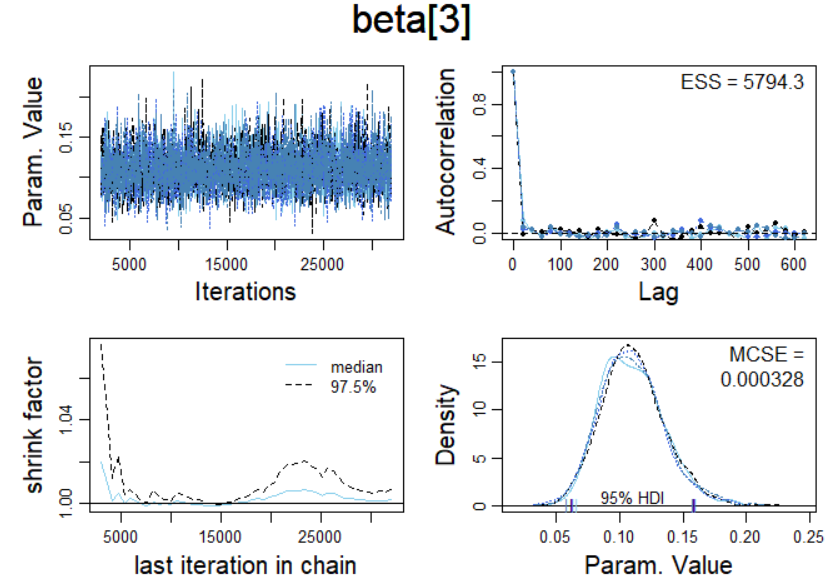 beta[3]
Param. Value
0.05 0.15
5000 15000 25000
Iterations
Autocorrelation
0.0 0.4 0.8
ESS = 5794.3
0 100 200 300 400 500 600
Lag
shrink factor
1.00 1.04
median
97.5%
5000 15000 25000
last iteration in chain
Density
0 5 10 15
MCSE =
0.000328
95% HDI
0.05 0.10 0.15 0.20 0.25
Param. Value